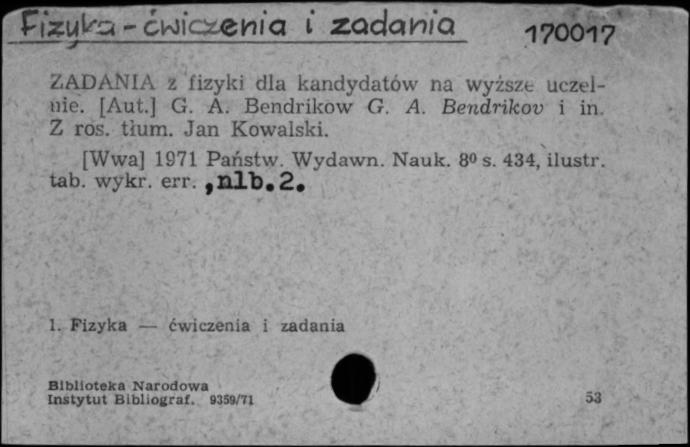 Fizyka - ćwiczenia i zadania 170017
ZADANIA z fizyki dla kandydatów na wyższe uczel-
nie. [Aut.] G. A. Bendrikow G. A. Bendrikov i in.
Z ros. tłum. Jan Kowalski.
[Wwa] 1971 Państw. Wydawn. Nauk. 8⁰ s. 434, ilustr.
tab. wykr. err. , nlb. 2.
1. Fizyka — ćwiczenia i zadania
Biblioteka Narodowa
Instytut Bibliograf. 9359/71 53